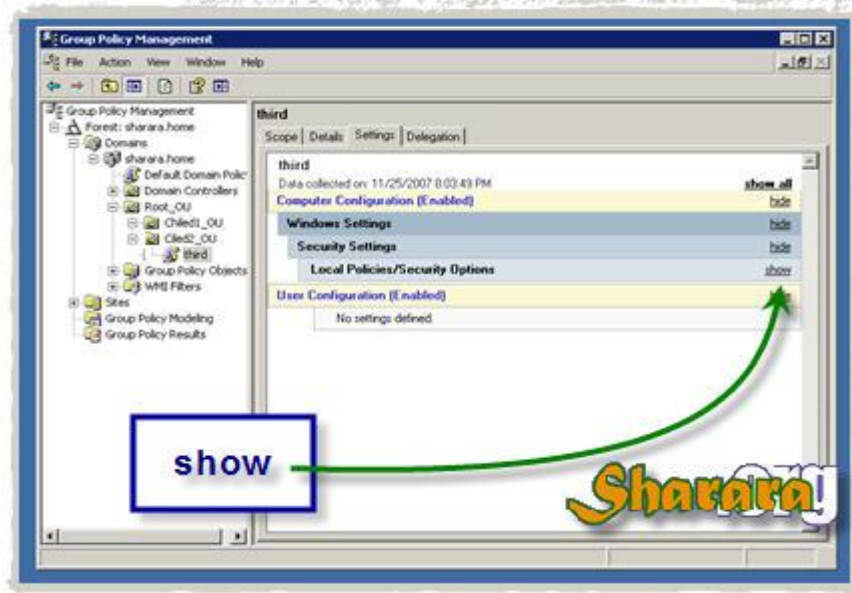 Group Policy Management
File Action View Window Help
Group Policy Management
Forest: sharara.home
Domains
sharara.home
Default Domain Polic
Domain Controllers
Root_OU
Chiled1_OU
Ciled2_OU
third
Group Policy Objects
WMI Filters
Sites
Group Policy Modeling
Group Policy Results
third
Scope Details Settings Delegation
third
Data collected on: 11/25/2007 8:03:49 PM show all
Computer Configuration (Enabled) hide
Windows Settings hide
Security Settings hide
Local Policies/Security Options show
User Configuration (Enabled)
No settings defined.
show
Sharara.org